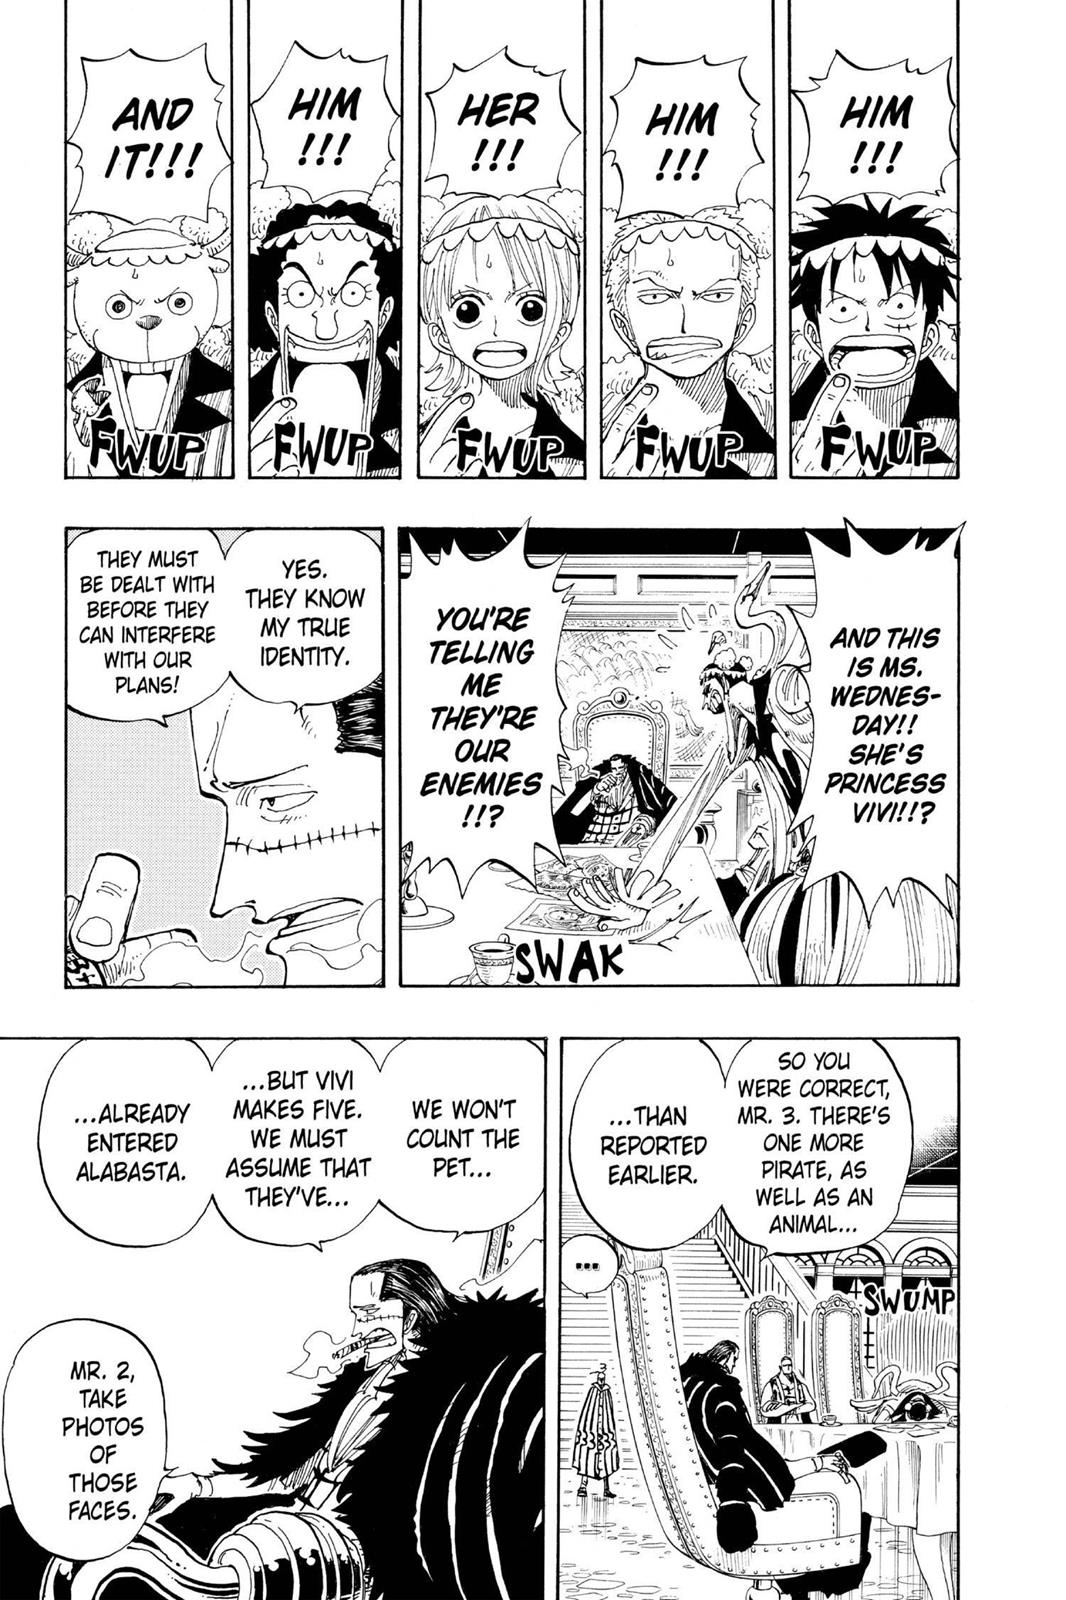 HIM
!!!
HIM
!!!
HER
!!!
HIM
!!!
AND
IT!!!
FWUP
FWUP
FWUP
FWUP
FWUP
AND THIS
IS MS.
WEDNES-
DAY!!
SHE'S
PRINCESS
VIVI!!?
YOU'RE
TELLING
ME
THEY'RE
OUR
ENEMIES
!!?
SWAK
YES.
THEY KNOW
MY TRUE
IDENTITY.
THEY MUST
BE DEALT WITH
BEFORE THEY
CAN INTERFERE
WITH OUR
PLANS!
SO YOU
WERE CORRECT,
MR. 3. THERE'S
ONE MORE
PIRATE, AS
WELL AS AN
ANIMAL...
...THAN
REPORTED
EARLIER.
...
SWUMP
WE WON'T
COUNT THE
PET...
...BUT VIVI
MAKES FIVE.
WE MUST
ASSUME THAT
THEY'VE...
...ALREADY
ENTERED
ALABASTA.
MR. 2,
TAKE
PHOTOS
OF
THOSE
FACES.